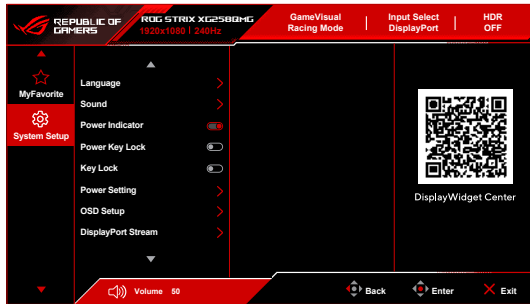 REPUBLIC OF
GAMERS
ROG STRIX XG258QMG
1920x1080 | 240Hz
GameVisual
Racing Mode
Input Select
DisplayPort
HDR
OFF
MyFavorite
System Setup
Language
Sound
Power Indicator
Power Key Lock
Key Lock
Power Setting
OSD Setup
DisplayPort Stream
DisplayWidget Center
Volume 50
Back
Enter
Exit